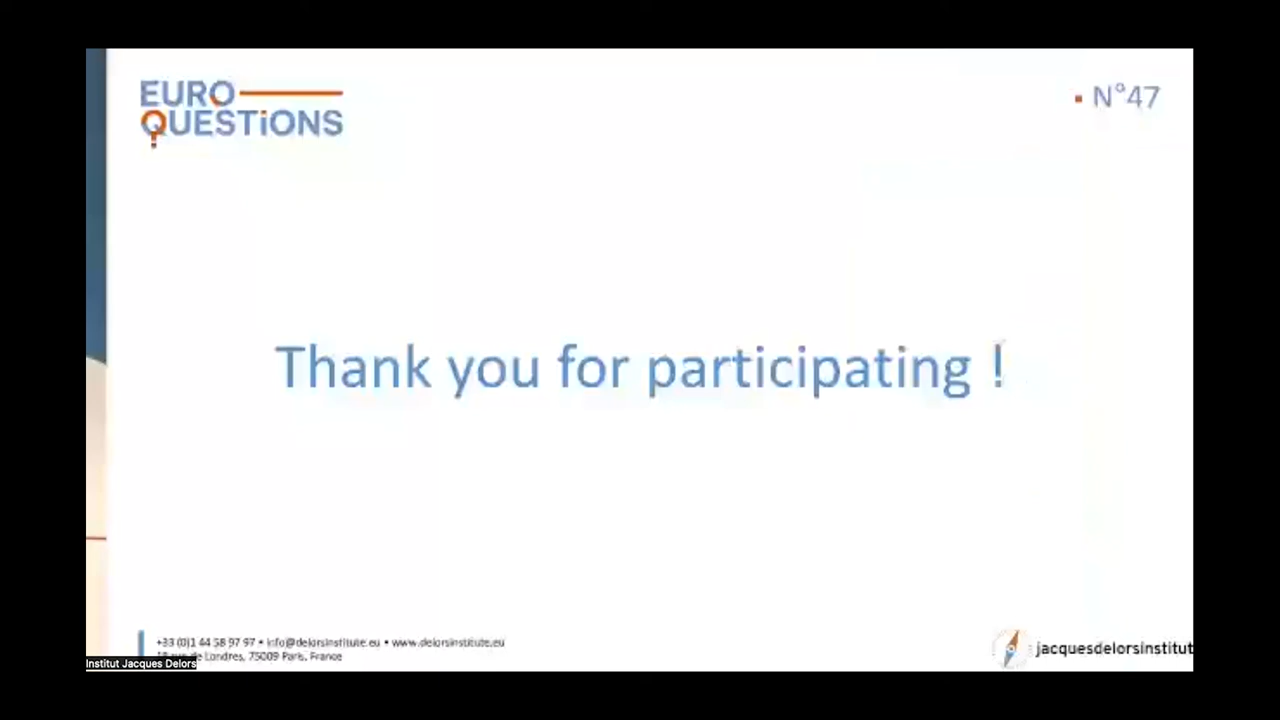 EURO
QUESTiONS
N°47
Thank you for participating !
+33 (0)1 44 58 97 97 • info@delorsinstitute.eu • www.delorsinstitute.eu
de Londres, 75009 Paris, France
Institut Jacques Delors
jacquesdelorsinstitut